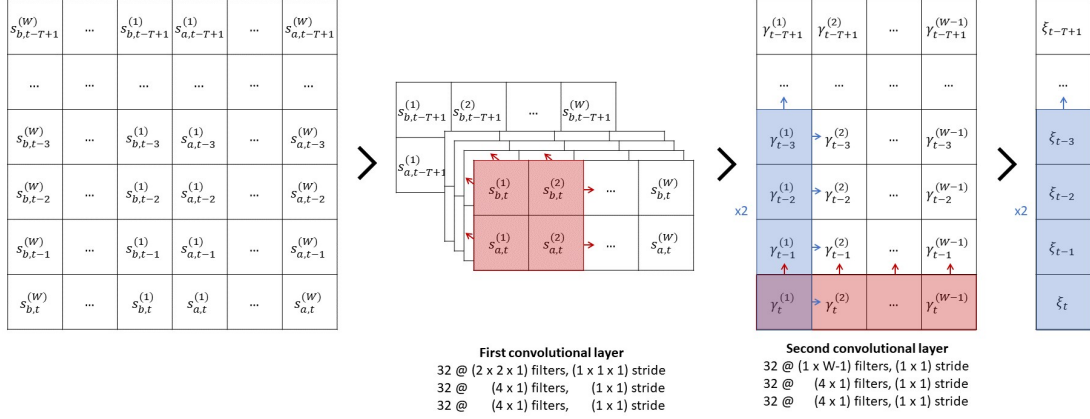 s_{b,t-T+1}^{(W)} ... s_{b,t-T+1}^{(1)} s_{a,t-T+1}^{(1)} ... s_{a,t-T+1}^{(W)}
... ... ... ... ... ...
s_{b,t-3}^{(W)} ... s_{b,t-3}^{(1)} s_{a,t-3}^{(1)} ... s_{a,t-3}^{(W)}
s_{b,t-2}^{(W)} ... s_{b,t-2}^{(1)} s_{a,t-2}^{(1)} ... s_{a,t-2}^{(W)}
s_{b,t-1}^{(W)} ... s_{b,t-1}^{(1)} s_{a,t-1}^{(1)} ... s_{a,t-1}^{(W)}
s_{b,t}^{(W)} ... s_{b,t}^{(1)} s_{a,t}^{(1)} ... s_{a,t}^{(W)}
s_{b,t-T+1}^{(1)} s_{b,t-T+1}^{(2)} ... s_{b,t-T+1}^{(W)}
s_{a,t-T+1}^{(1)}
s_{b,t}^{(1)} s_{b,t}^{(2)} ... s_{b,t}^{(W)}
s_{a,t}^{(1)} s_{a,t}^{(2)} ... s_{a,t}^{(W)}
First convolutional layer
32 @ (2 x 2 x 1) filters, (1 x 1 x 1) stride
32 @ (4 x 1) filters, (1 x 1) stride
32 @ (4 x 1) filters, (1 x 1) stride
γ_{t-T+1}^{(1)} γ_{t-T+1}^{(2)} ... γ_{t-T+1}^{(W-1)}
... ... ... ...
γ_{t-3}^{(1)} γ_{t-3}^{(2)} ... γ_{t-3}^{(W-1)}
γ_{t-2}^{(1)} γ_{t-2}^{(2)} ... γ_{t-2}^{(W-1)}
x2
γ_{t-1}^{(1)} γ_{t-1}^{(2)} ... γ_{t-1}^{(W-1)}
γ_t^{(1)} γ_t^{(2)} ... γ_t^{(W-1)}
Second convolutional layer
32 @ (1 x W-1) filters, (1 x 1) stride
32 @ (4 x 1) filters, (1 x 1) stride
32 @ (4 x 1) filters, (1 x 1) stride
ξ_{t-T+1}
...
ξ_{t-3}
ξ_{t-2}
x2
ξ_{t-1}
ξ_t